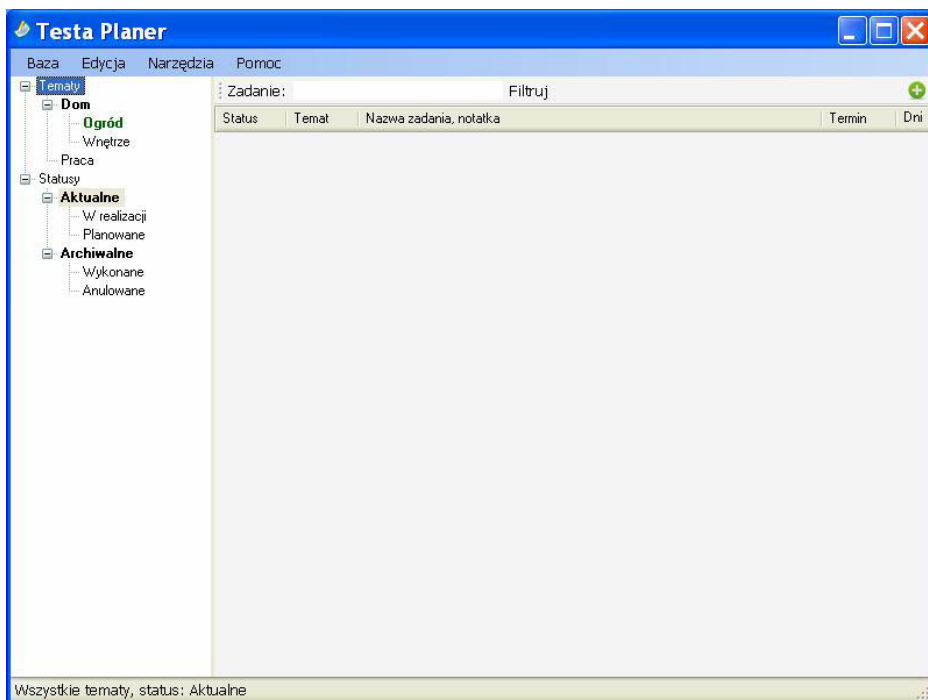 Testa Planer
Baza Edycja Narzędzia Pomoc
Tematy
Dom
Ogród
Wnętrze
Praca
Statusy
Aktualne
W realizacji
Planowane
Archiwalne
Wykonane
Anulowane
Zadanie: Filtruj
Status Temat Nazwa zadania, notatka Termin Dni
Wszystkie tematy, status: Aktualne